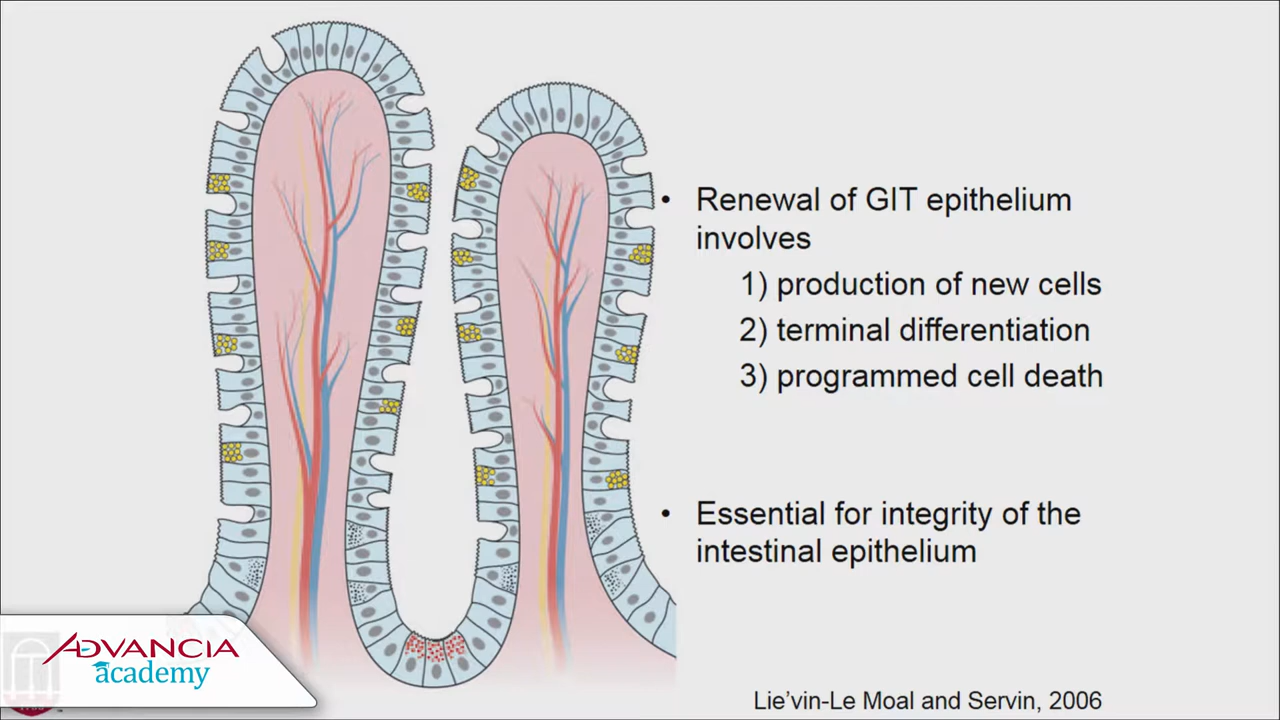 • Renewal of GIT epithelium
involves
1) production of new cells
2) terminal differentiation
3) programmed cell death
• Essential for integrity of the
intestinal epithelium
ADVANCIA
academy
Lie’vin-Le Moal and Servin, 2006